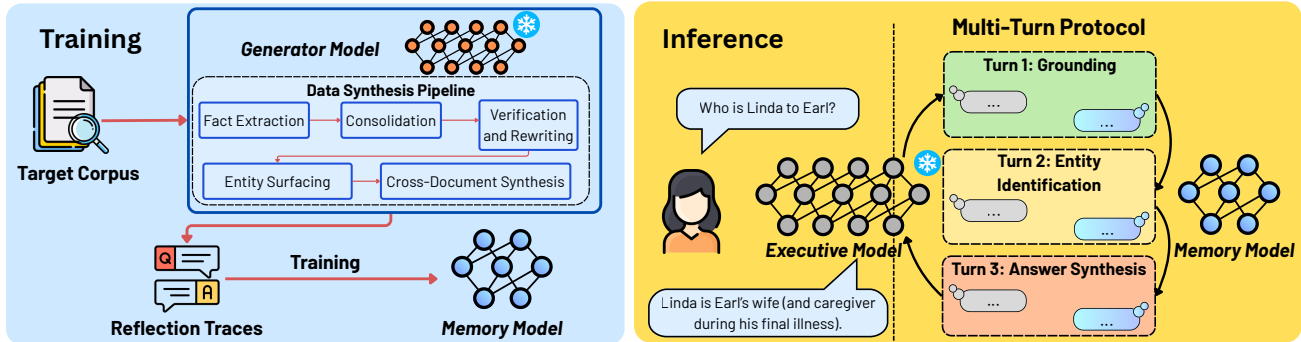 Training
Generator Model
Data Synthesis Pipeline
Fact Extraction
Consolidation
Verification
and Rewriting
Entity Surfacing
Cross-Document Synthesis
Target Corpus
Q
A
Reflection Traces
Training
Memory Model
Inference
Multi-Turn Protocol
Who is Linda to Earl?
Executive Model
Linda is Earl's wife (and caregiver
during his final illness).
Turn 1: Grounding
...
...
Turn 2: Entity
Identification
...
...
Turn 3: Answer Synthesis
...
...
Memory Model